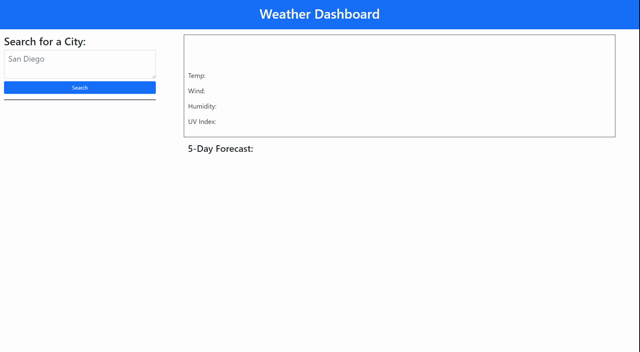 Weather Dashboard
Search for a City:
San Diego
Search
Temp:
Wind:
Humidity:
UV Index:
5-Day Forecast: